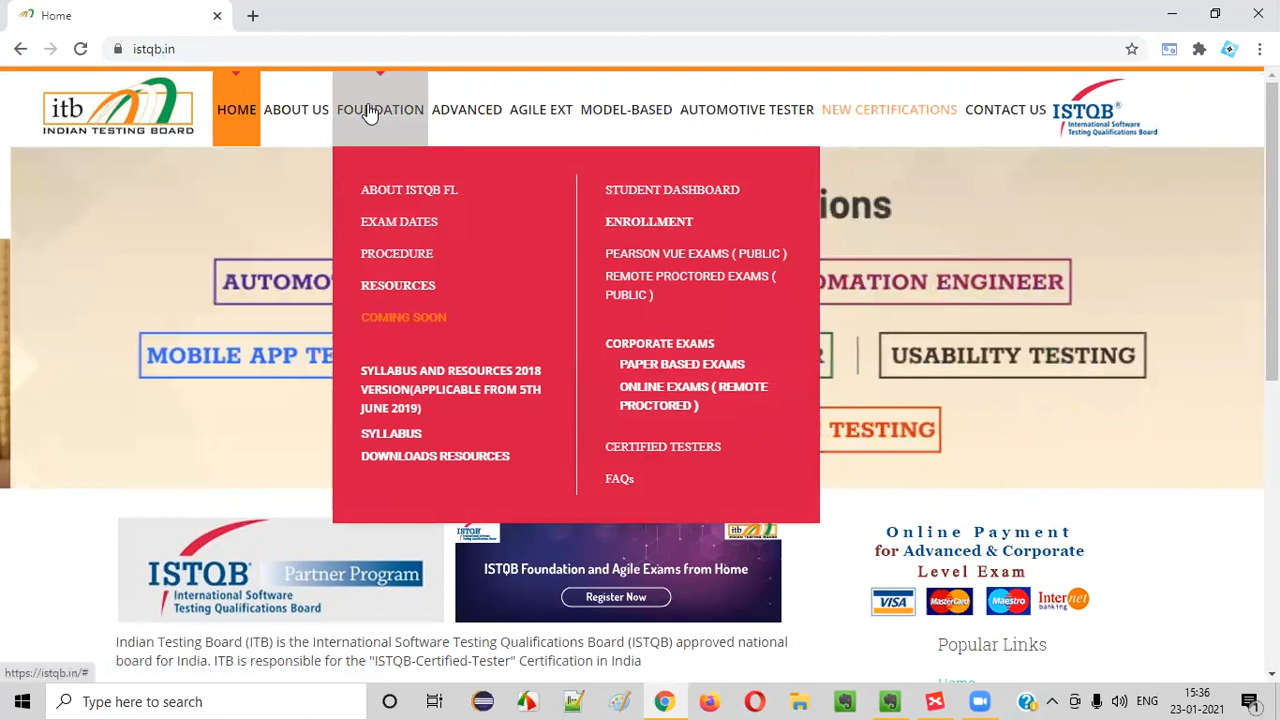 Home
istqb.in
itb
INDIAN TESTING BOARD
HOME ABOUT US FOUNDATION ADVANCED AGILE EXT MODEL-BASED AUTOMOTIVE TESTER NEW CERTIFICATIONS CONTACT US
ISTQB®
International Software
Testing Qualifications Board
ABOUT ISTQB FL
EXAM DATES
PROCEDURE
RESOURCES
COMING SOON
SYLLABUS AND RESOURCES 2018
VERSION(APPLICABLE FROM 5TH
JUNE 2019)
SYLLABUS
DOWNLOADS RESOURCES
STUDENT DASHBOARD
ENROLLMENT
PEARSON VUE EXAMS ( PUBLIC )
REMOTE PROCTORED EXAMS (
PUBLIC )
CORPORATE EXAMS
PAPER BASED EXAMS
ONLINE EXAMS ( REMOTE
PROCTORED )
CERTIFIED TESTERS
FAQs
ions
AUTOMO
OMATION ENGINEER
MOBILE APP TE
USABILITY TESTING
TESTING
ISTQB® Partner Program
International Software
Testing Qualifications Board
itb
ISTQB Foundation and Agile Exams from Home
Register Now
Online Payment
for Advanced & Corporate
Level Exam
VISA MasterCard Maestro Internet
banking
Indian Testing Board (ITB) is the International Software Testing Qualifications Board (ISTQB) approved national
board for India. ITB is responsible for the "ISTQB-Certified-Tester" Certification in India
Popular Links
Home
https://istqb.in/#
Type here to search
ENG
5:36
23-01-2021